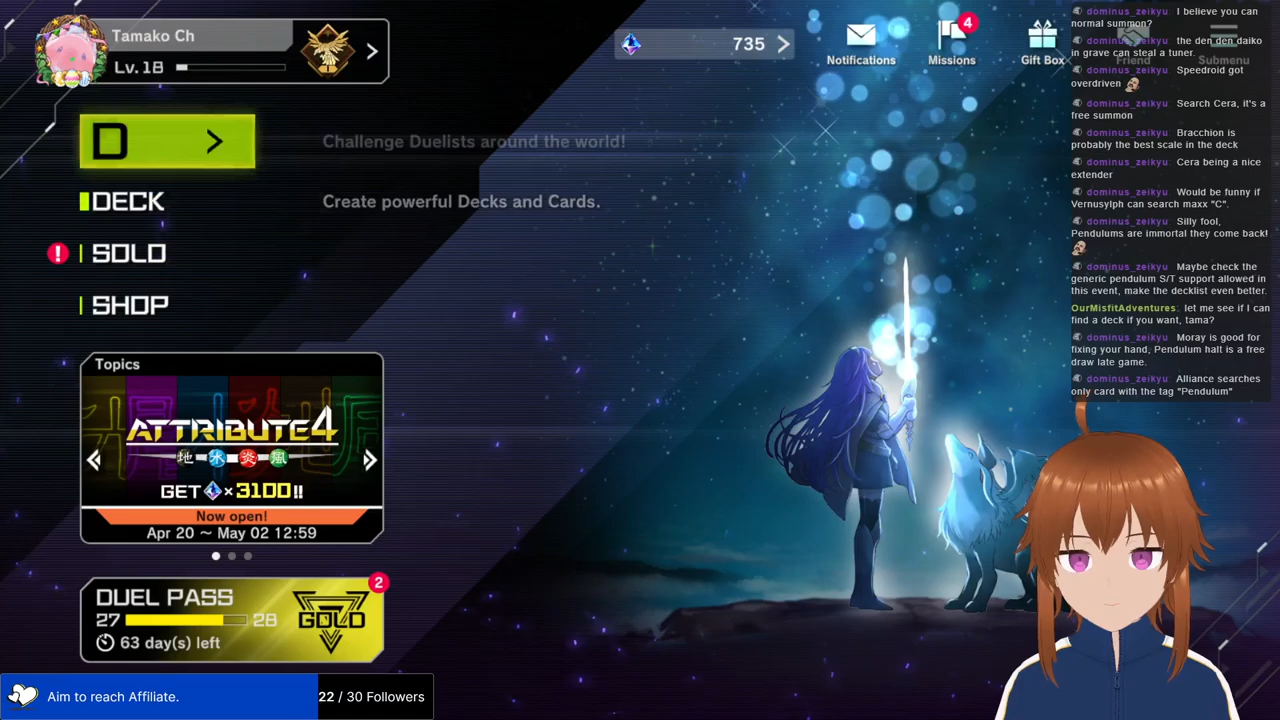 Tamako Ch
Lv.18
735
Notifications
4
Missions
Gift Box
Friend
Submenu
D
Challenge Duelists around the world!
DECK
Create powerful Decks and Cards.
!
SOLO
SHOP
Topics
ATTRIBUTE4
地 水 炎 風
GET ×3100!!
Now open!
Apr 20 ~ May 02 12:59
DUEL PASS
2
27
28
GOLD
63 day(s) left
Aim to reach Affiliate.
22 / 30 Followers
dominus_zeikyu: I believe you can
normal summon?
dominus_zeikyu: the den den daiko
in grave can steal a tuner.
dominus_zeikyu: Speedroid got
overdriven
dominus_zeikyu: Search Cera, it's a
free summon
dominus_zeikyu: Bracchion is
probably the best scale in the deck
dominus_zeikyu: Cera being a nice
extender
dominus_zeikyu: Would be funny if
Vernusylph can search maxx "C".
dominus_zeikyu: Silly fool,
Pendulums are immortal they come back!
dominus_zeikyu: Maybe check the
generic pendulum S/T support allowed in
this event, make the decklist even better.
OurMisfitAdventures: let me see if I can
find a deck if you want, tama?
dominus_zeikyu: Moray is good for
fixing your hand, Pendulum halt is a free
draw late game.
dominus_zeikyu: Alliance searches
only card with the tag "Pendulum"